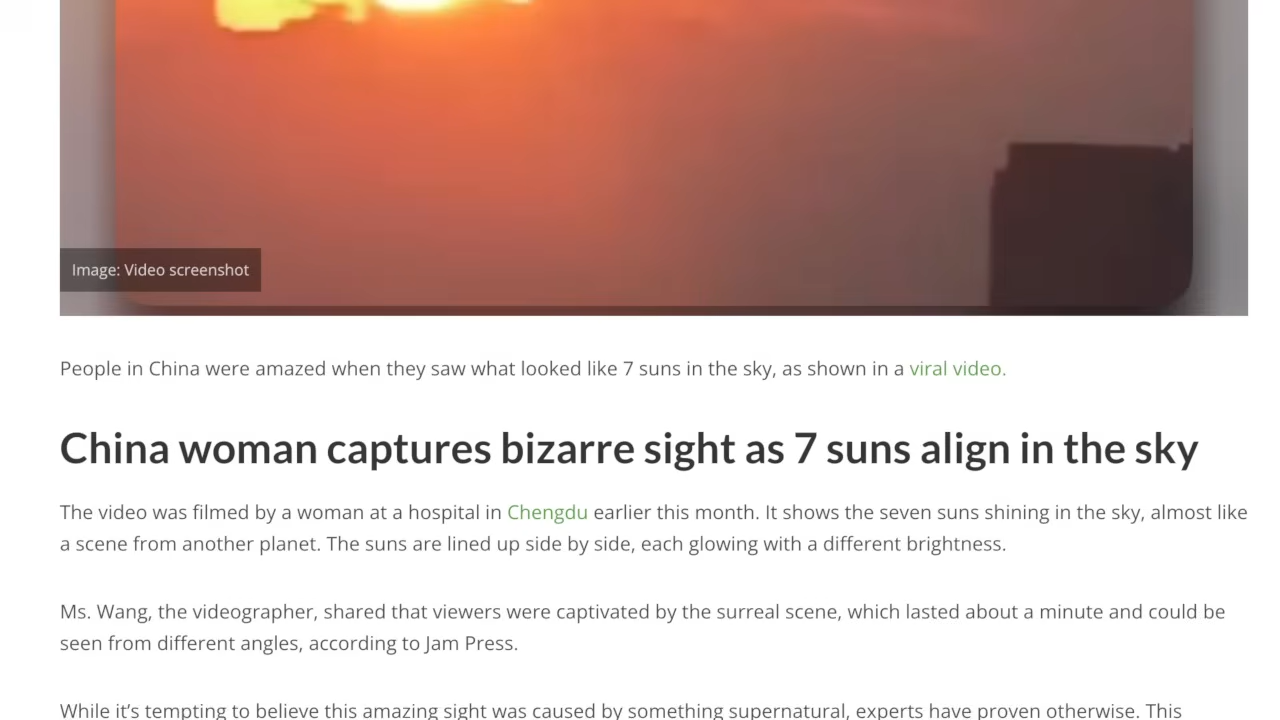 Image: Video screenshot
People in China were amazed when they saw what looked like 7 suns in the sky, as shown in a viral video.
China woman captures bizarre sight as 7 suns align in the sky
The video was filmed by a woman at a hospital in Chengdu earlier this month. It shows the seven suns shining in the sky, almost like
a scene from another planet. The suns are lined up side by side, each glowing with a different brightness.
Ms. Wang, the videographer, shared that viewers were captivated by the surreal scene, which lasted about a minute and could be
seen from different angles, according to Jam Press.
While it’s tempting to believe this amazing sight was caused by something supernatural, experts have proven otherwise. This